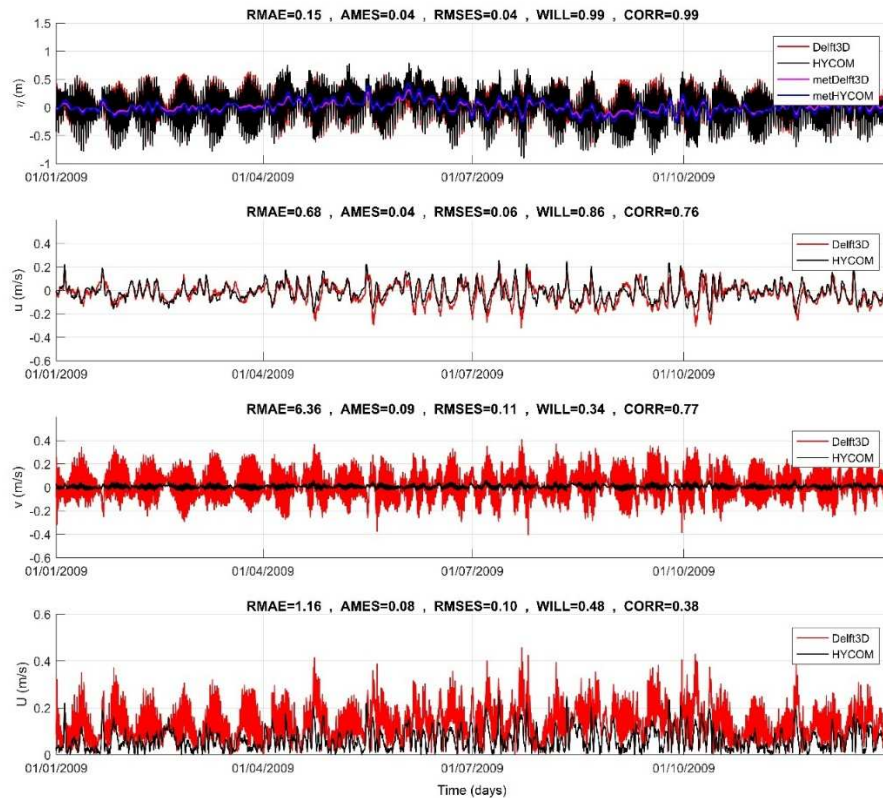 RMAE=0.15 , AMES=0.04 , RMSES=0.04 , WILL=0.99 , CORR=0.99
1.5
1
0.5
0
-0.5
-1
η (m)
Delft3D
HYCOM
metDelft3D
metHYCOM
01/01/2009 01/04/2009 01/07/2009 01/10/2009
RMAE=0.68 , AMES=0.04 , RMSES=0.06 , WILL=0.86 , CORR=0.76
0.4
0.2
0
-0.2
-0.4
-0.6
u (m/s)
Delft3D
HYCOM
01/01/2009 01/04/2009 01/07/2009 01/10/2009
RMAE=6.36 , AMES=0.09 , RMSES=0.11 , WILL=0.34 , CORR=0.77
0.4
0.2
0
-0.2
-0.4
-0.6
v (m/s)
Delft3D
HYCOM
01/01/2009 01/04/2009 01/07/2009 01/10/2009
RMAE=1.16 , AMES=0.08 , RMSES=0.10 , WILL=0.48 , CORR=0.38
0.6
0.4
0.2
0
U (m/s)
Delft3D
HYCOM
01/01/2009 01/04/2009 01/07/2009 01/10/2009
Time (days)